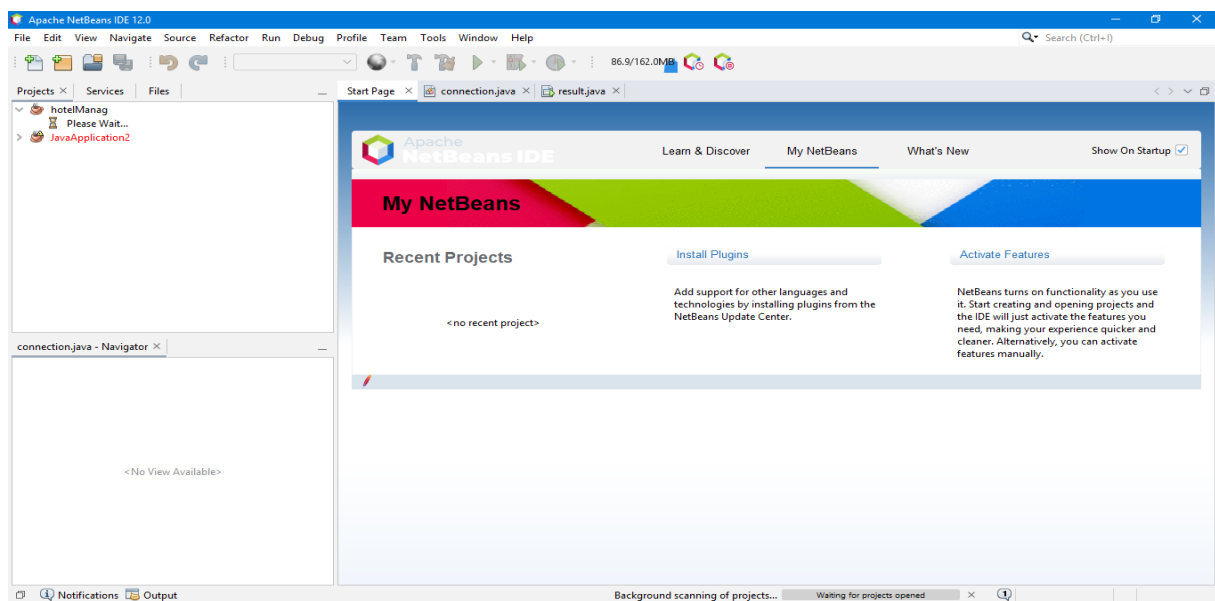 Apache NetBeans IDE 12.0
File Edit View Navigate Source Refactor Run Debug Profile Team Tools Window Help
Search (Ctrl+I)
86.9/162.0MB
Projects Services Files
Start Page connection.java result.java
hotelManag
Please Wait...
JavaApplication2
Apache
NetBeans IDE
Learn & Discover My NetBeans What's New Show On Startup
My NetBeans
Recent Projects
<no recent project>
Install Plugins
Add support for other languages and
technologies by installing plugins from the
NetBeans Update Center.
Activate Features
NetBeans turns on functionality as you use
it. Start creating and opening projects and
the IDE will just activate the features you
need, making your experience quicker and
cleaner. Alternatively, you can activate
features manually.
connection.java - Navigator
<No View Available>
Notifications Output
Background scanning of projects... Waiting for projects opened 1